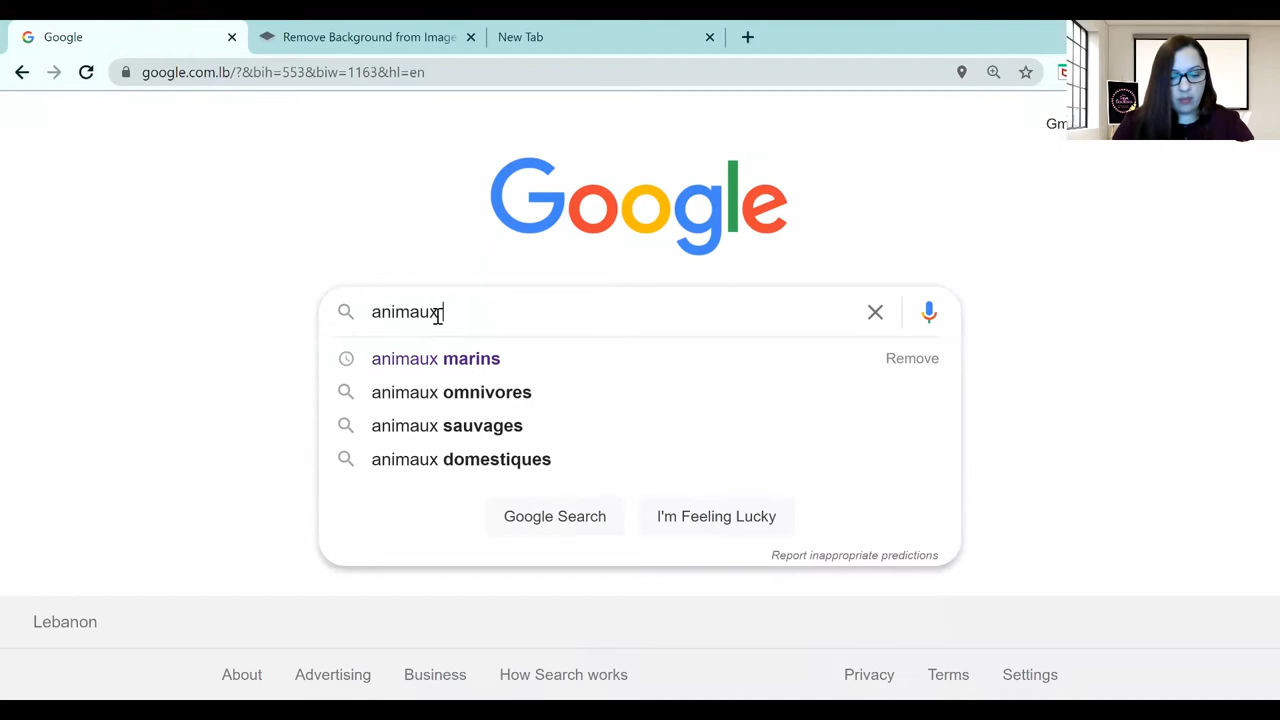 Google
Remove Background from Image
New Tab
google.com.lb/?&bih=553&biw=1163&hl=en
Gm
Google
animaux
animaux marins
Remove
animaux omnivores
animaux sauvages
animaux domestiques
Google Search
I'm Feeling Lucky
Report inappropriate predictions
Lebanon
About
Advertising
Business
How Search works
Privacy
Terms
Settings